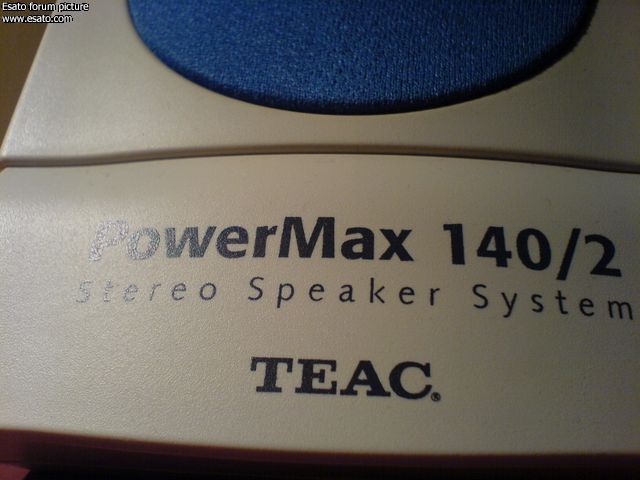 Esato forum picture
www.esato.com
PowerMax 140/2
Stereo Speaker System
TEAC®